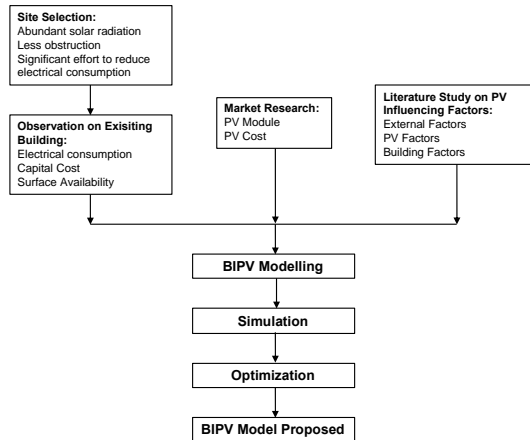 Site Selection:
Abundant solar radiation
Less obstruction
Significant effort to reduce
electrical consumption
Observation on Exisiting
Building:
Electrical consumption
Capital Cost
Surface Availability
Market Research:
PV Module
PV Cost
Literature Study on PV
Influencing Factors:
External Factors
PV Factors
Building Factors
BIPV Modelling
Simulation
Optimization
BIPV Model Proposed